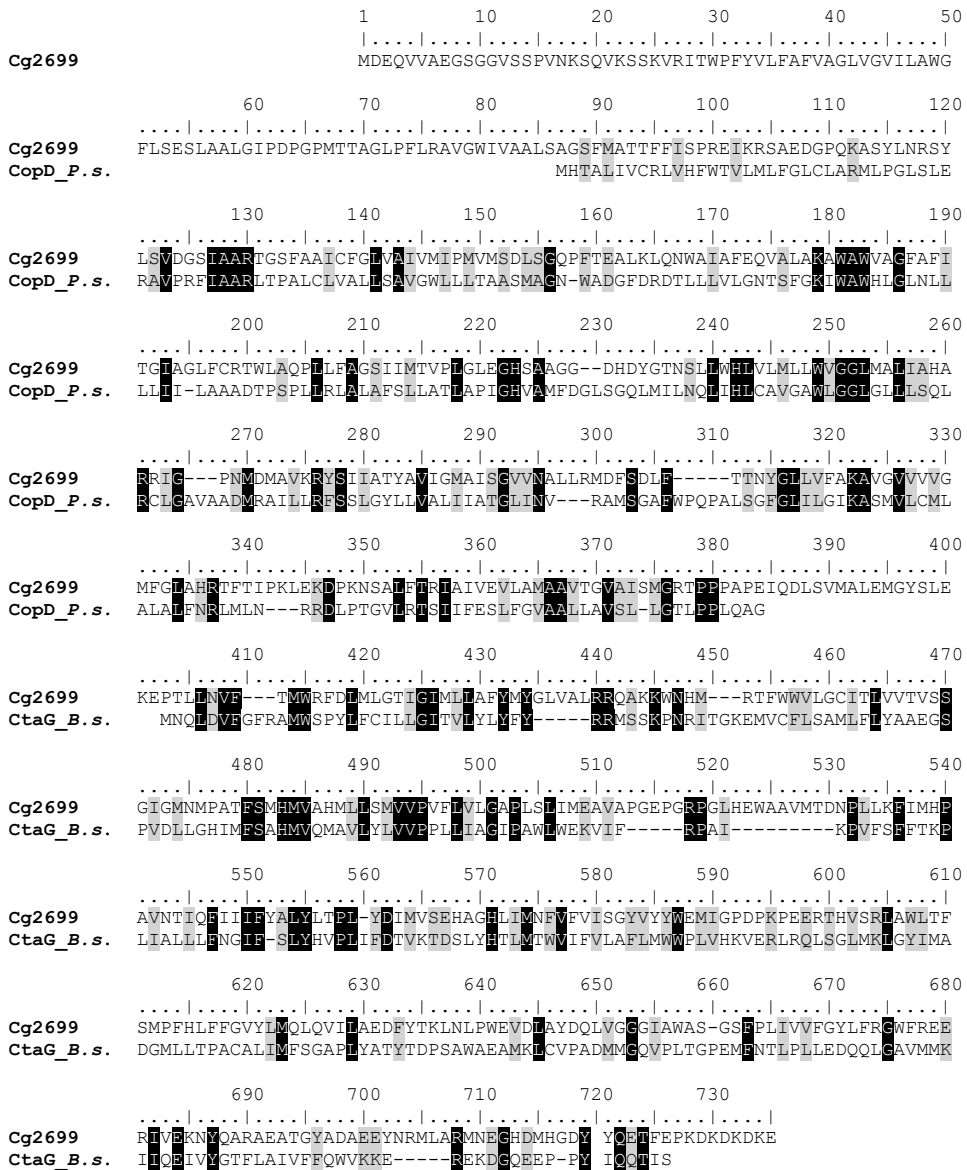 1 10 20 30 40 50
|....|....|....|....|....|....|....|....|....|....|
Cg2699 MDEQVVAEGSGGVSSPVNKSQVKSSKVRITWPFYVLFAFVAGLVGVILAWG
60 70 80 90 100 110 120
....|....|....|....|....|....|....|....|....|....|....|....|....|....|
Cg2699 FLSESLAALGIPDPGPMTTAGLPFLRAVGWIVAALSAGSFMATTFFISPREIKRSAEDGPQKASYLNRSY
CopD_P.s. MHTALIVCRLVHFWTVLMLFGLCLARMLPGLSLE
130 140 150 160 170 180 190
....|....|....|....|....|....|....|....|....|....|....|....|....|....|
Cg2699 LSVDGSIAARTGSFAAICFGLVAIVMIPMVMSDLSGQPFTEALKLQNWAIAFEQVALAKAWAWVAGFAFI
CopD_P.s. RAVPRFIAARLTPALCLVALLSAVGWLLLTAASMAGN-WADGFDRDTLLLVLGNTSFGKIWAWHLGLNLL
200 210 220 230 240 250 260
....|....|....|....|....|....|....|....|....|....|....|....|....|....|
Cg2699 TGIAGLFCRTWLAQPLLFAGSIIMTVPLGLEGHSAAGG--DHDYGTNSLLWHLVLMLLWVGGLMALIAHA
CopD_P.s. LLII-LAAADTPSPLLRLALAFSLLATLAPIGHVAMFDGLSGQLMILNQLIHLCAVGAWLGGLGLLLSQL
270 280 290 300 310 320 330
....|....|....|....|....|....|....|....|....|....|....|....|....|....|
Cg2699 RRIG---PNMDMAVKRYSIIATYAVIGMAISGVVNALLRMDFSDLF-----TTNYGLLVFAKAVGVVVVG
CopD_P.s. RCLGAVAADMRAILLRFSSLGYLLVALIIATGLINV---RAMSGAFWPQPALSGFGLILGIKASMVLCML
340 350 360 370 380 390 400
....|....|....|....|....|....|....|....|....|....|....|....|....|....|
Cg2699 MFGLAHRTFTIPKLEKDPKNSALFTRIAIVEVLAMAAVTGVAISMGRTPPPAPEIQDLSVMALEMGYSLE
CopD_P.s. ALALFNRLMLN---RRDLPTGVLRTSIIFESLFGVAALLAVSL-LGTLPPLQAG
410 420 430 440 450 460 470
....|....|....|....|....|....|....|....|....|....|....|....|....|....|
Cg2699 KEPTLLNVF---TMWRFDLMLGTIGIMLLAFYMYGLVALRRQAKKWNHM---RTFWWVLGCITLVVTVSS
CtaG_B.s. MNQLDVFGFRAMWSPYLFCILLGITVLYLYFY-----RRMSSKPNRITGKEMVCFLSAMLFLYAAEGS
480 490 500 510 520 530 540
....|....|....|....|....|....|....|....|....|....|....|....|....|....|
Cg2699 GIGMNMPATFSMHMVAHMLLSMVVPVFLVLGAPLSLIMEAVAPGEPGRPGLHEWAAVMTDNPLLKFIMHP
CtaG_B.s. PVDLLGHIMFSAHMVQMAVLYLVVPPLLIAGIPAWLWEKVIF-----RPAI---------KPVFSFFTKP
550 560 570 580 590 600 610
....|....|....|....|....|....|....|....|....|....|....|....|....|....|
Cg2699 AVNTIQFIIIFYALYLTPL-YDIMVSEHAGHLIMNFVFVISGYVYYWEMIGPDPKPEERTHVSRLAWLTF
CtaG_B.s. LIALLLFNGIF-SLYHVPLIFDTVKTDSLYHTLMTWVIFVLAFLMWWPLVHKVERLRQLSGLMKLGYIMA
620 630 640 650 660 670 680
....|....|....|....|....|....|....|....|....|....|....|....|....|....|
Cg2699 SMPFHLFFGVYLMQLQVILAEDFYTKLNLPWEVDLAYDQLVGGGIAWAS-GSFPLIVVFGYLFRGWFREE
CtaG_B.s. DGMLLTPACALIMFSGAPLYATYTDPSAWAEAMKLCVPADMMGQVPLTGPEMFNTLPLLEDQQLGAVMMK
690 700 710 720 730
....|....|....|....|....|....|....|....|....|....|....|
Cg2699 RIVEKNYQARAEATGYADAEEYNRMLARMNEGHDMHGDY YQETFEPKDKDKDKE
CtaG_B.s. IIQEIVYGTFLAIVFFQWVKKE-----REKDGQEEP-PY IQQTIS